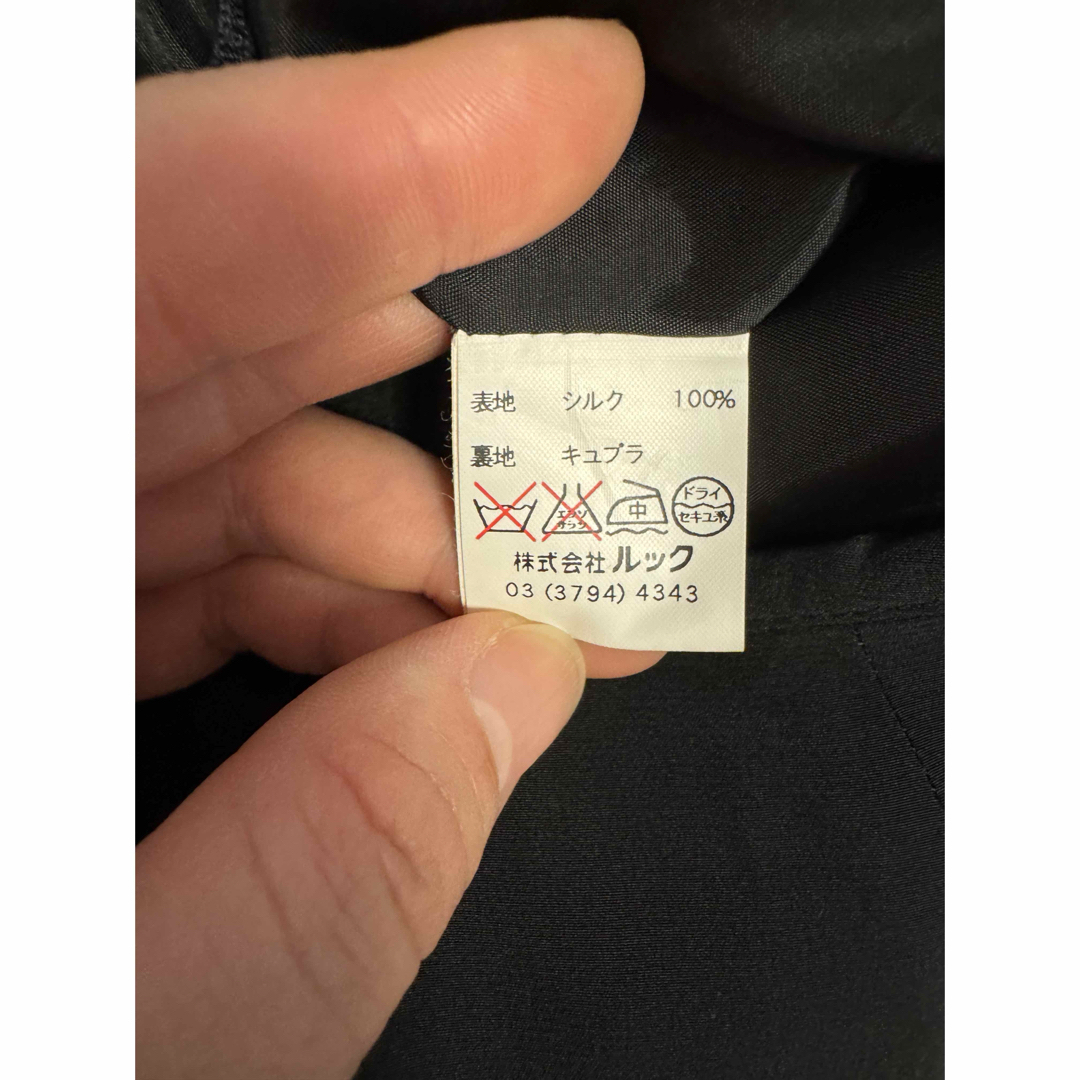 表地 シルク 100%
裏地 キュプラ
エンソ サラシ 中 ドライ セキユ系
株式会社 ルック
03 (3794) 4343